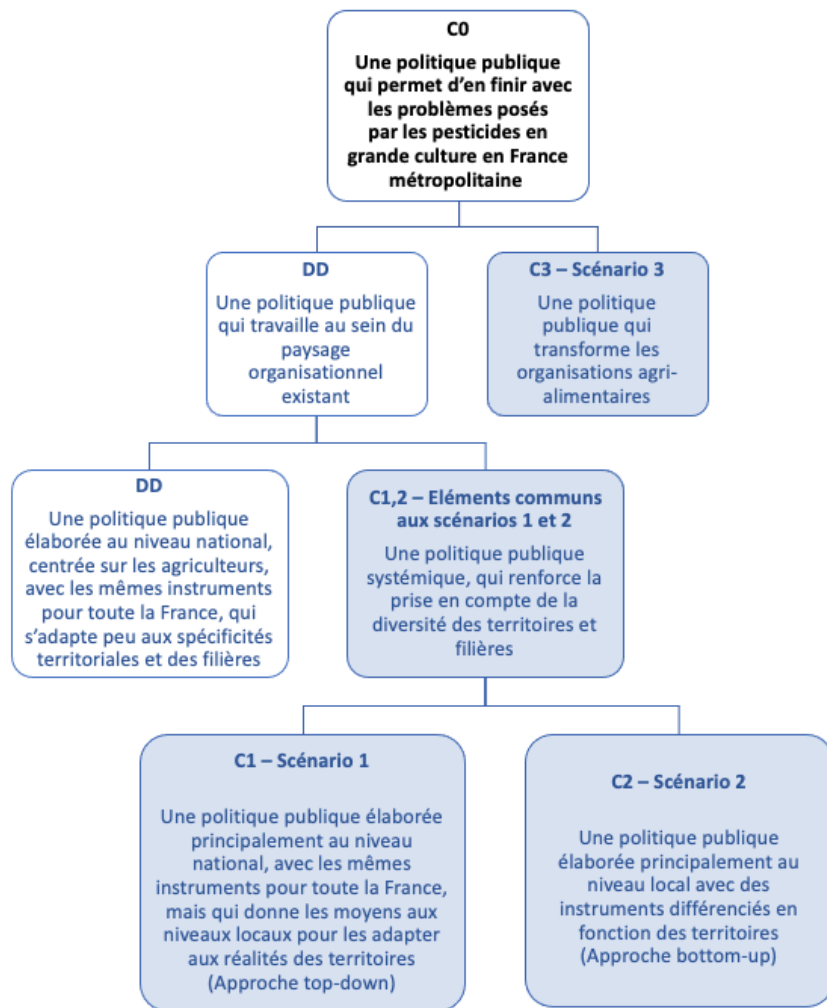 C0
Une politique publique
qui permet d’en finir avec
les problèmes posés
par les pesticides en
grande culture en France
métropolitaine
DD
Une politique publique
qui travaille au sein du
paysage
organisationnel
existant
C3 – Scénario 3
Une politique
publique qui
transforme les
organisations agri-
alimentaires
DD
Une politique publique
élaborée au niveau national,
centrée sur les agriculteurs,
avec les mêmes instruments
pour toute la France, qui
s’adapte peu aux spécificités
territoriales et des filières
C1,2 – Eléments communs
aux scénarios 1 et 2
Une politique publique
systémique, qui renforce la
prise en compte de la
diversité des territoires et
filières
C1 – Scénario 1
Une politique publique élaborée
principalement au niveau
national, avec les mêmes
instruments pour toute la France,
mais qui donne les moyens aux
niveaux locaux pour les adapter
aux réalités des territoires
(Approche top-down)
C2 – Scénario 2
Une politique publique
élaborée principalement au
niveau local avec des
instruments différenciés en
fonction des territoires
(Approche bottom-up)